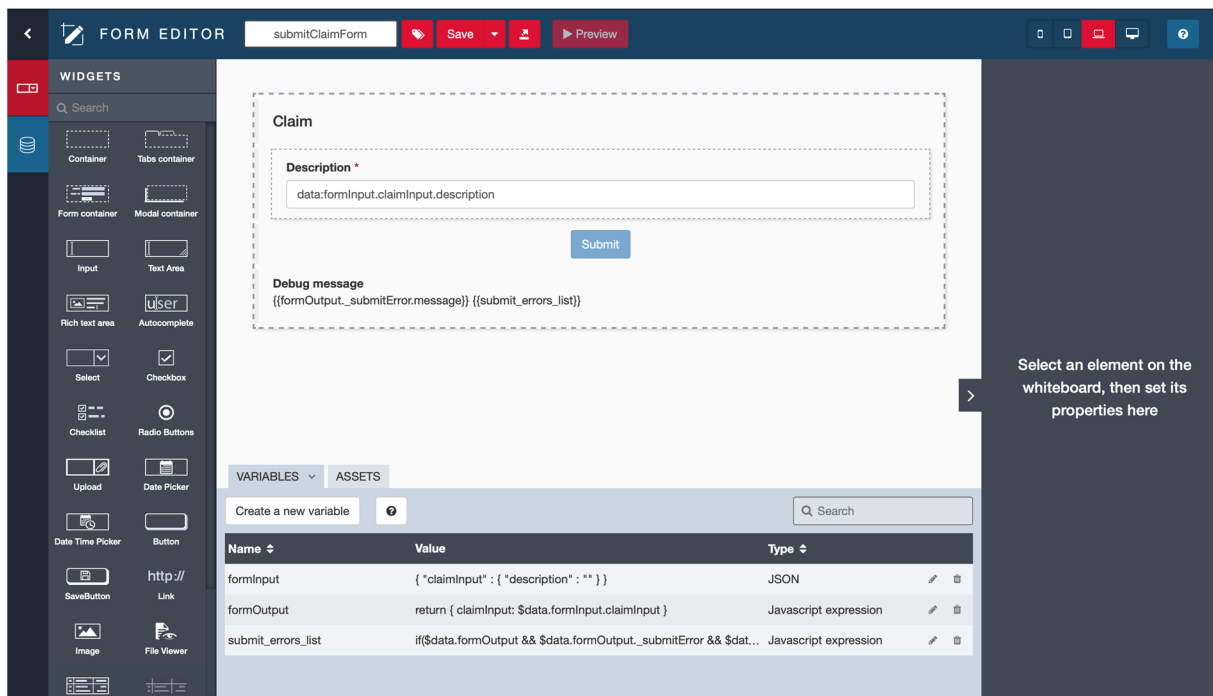 FORM EDITOR
submitClaimForm
Save
Preview
WIDGETS
Search
Container
Tabs container
Form container
Modal container
Input
Text Area
Rich text area
user
Autocomplete
Select
Checkbox
Checklist
Radio Buttons
Upload
Date Picker
Date Time Picker
Button
SaveButton
http://
Link
Image
File Viewer
Claim
Description *
data:formInput.claimInput.description
Submit
Debug message
{{formOutput._submitError.message}} {{submit_errors_list}}
Select an element on the
whiteboard, then set its
properties here
VARIABLES
ASSETS
Create a new variable
Search
Name Value Type
formInput { "claimInput" : { "description" : "" } } JSON
formOutput return { claimInput: $data.formInput.claimInput } Javascript expression
submit_errors_list if($data.formOutput && $data.formOutput._submitError && $dat... Javascript expression